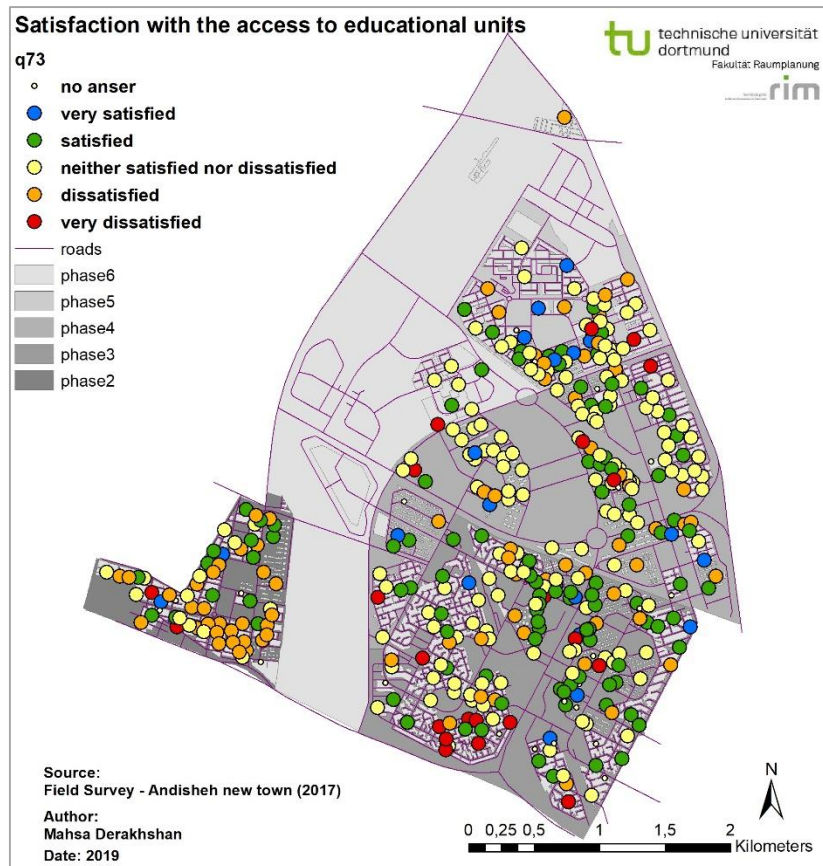 Satisfaction with the access to educational units
tu technische universität
dortmund
Fakultät Raumplanung
rim
q73
no anser
very satisfied
satisfied
neither satisfied nor dissatisfied
dissatisfied
very dissatisfied
roads
phase6
phase5
phase4
phase3
phase2
Source:
Field Survey - Andisheh new town (2017)
Author:
Mahsa Derakhshan
Date: 2019
N
0 0,25 0,5 1 1,5 2
Kilometers